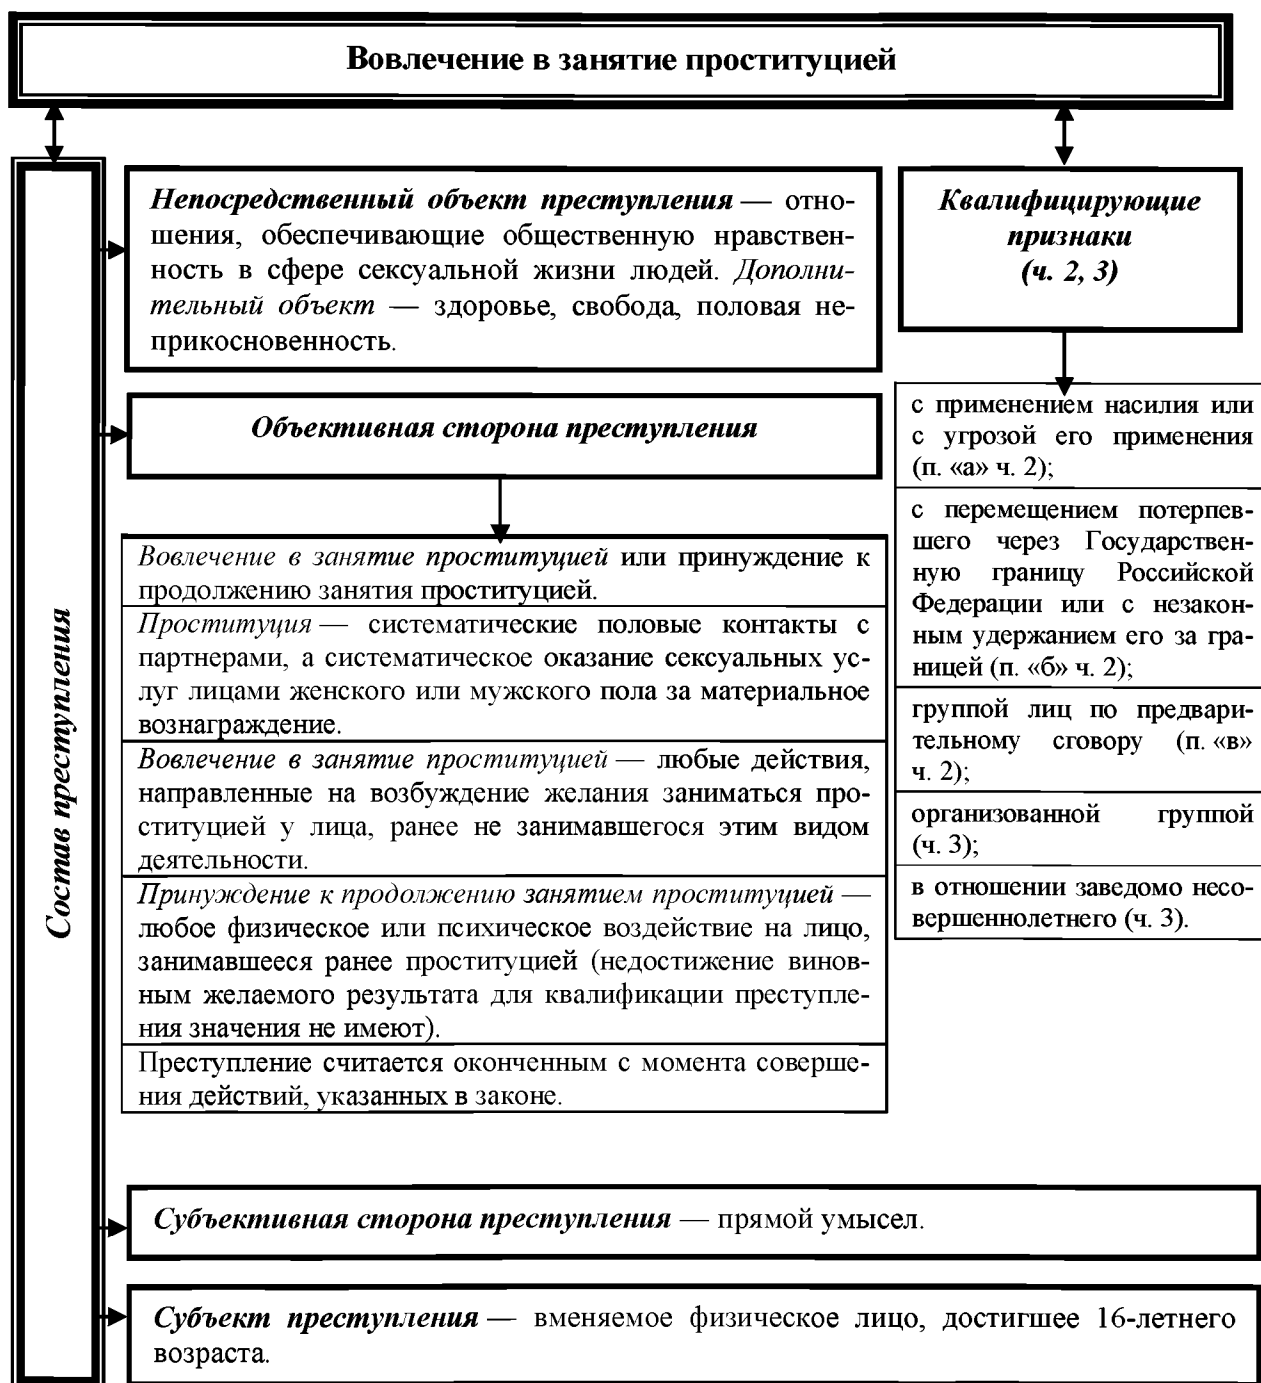 Вовлечение в занятие проституцией
Состав преступления
Непосредственный объект преступления — отно-
шения, обеспечивающие общественную нравствен-
ность в сфере сексуальной жизни людей. Дополни-
тельный объект — здоровье, свобода, половая не-
прикосновенность.
Объективная сторона преступления
Вовлечение в занятие проституцией или принуждение к
продолжению занятия проституцией.
Проституция — систематические половые контакты с
партнерами, а систематическое оказание сексуальных ус-
луг лицами женского или мужского пола за материальное
вознаграждение.
Вовлечение в занятие проституцией — любые действия,
направленные на возбуждение желания заниматься про-
ституцией у лица, ранее не занимавшегося этим видом
деятельности.
Принуждение к продолжению занятием проституцией —
любое физическое или психическое воздействие на лицо,
занимавшееся ранее проституцией (недостижение винов-
ным желаемого результата для квалификации преступле-
ния значения не имеют).
Преступление считается оконченным с момента соверше-
ния действий, указанных в законе.
Квалифицирующие
признаки
(ч. 2, 3)
с применением насилия или
с угрозой его применения
(п. «а» ч. 2);
с перемещением потерпев-
шего через Государствен-
ную границу Российской
Федерации или с незакон-
ным удержанием его за гра-
ницей (п. «б» ч. 2);
группой лиц по предвари-
тельному сговору (п. «в»
ч. 2);
организованной группой
(ч. 3);
в отношении заведомо несо-
вершеннолетнего (ч. 3).
Субъективная сторона преступления — прямой умысел.
Субъект преступления — вменяемое физическое лицо, достигшее 16-летнего
возраста.